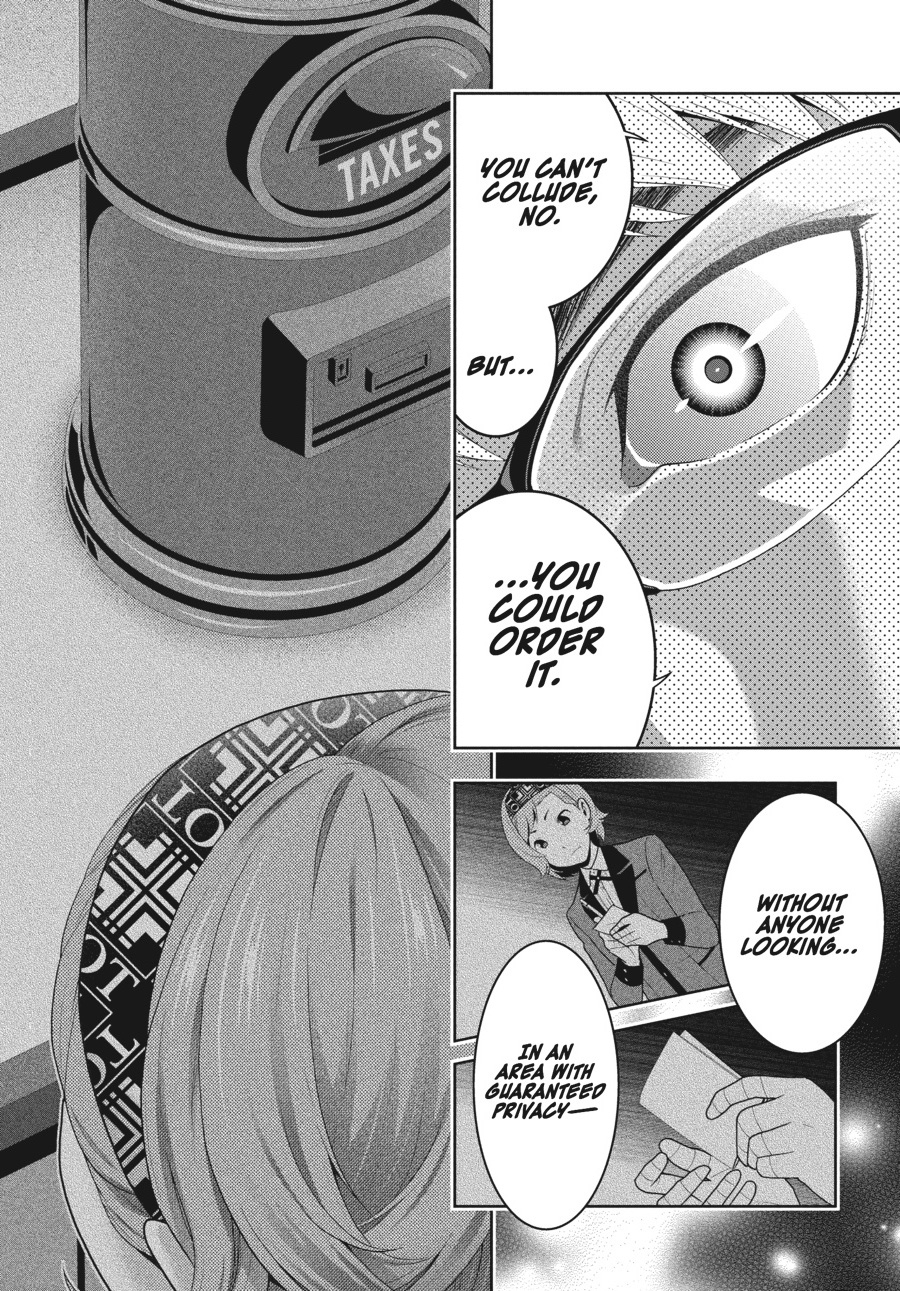 YOU CAN'T
COLLUDE,
NO.
BUT...
...YOU
COULD
ORDER
IT.
TAXES
WITHOUT
ANYONE
LOOKING...
IN AN
AREA WITH
GUARANTEED
PRIVACY—